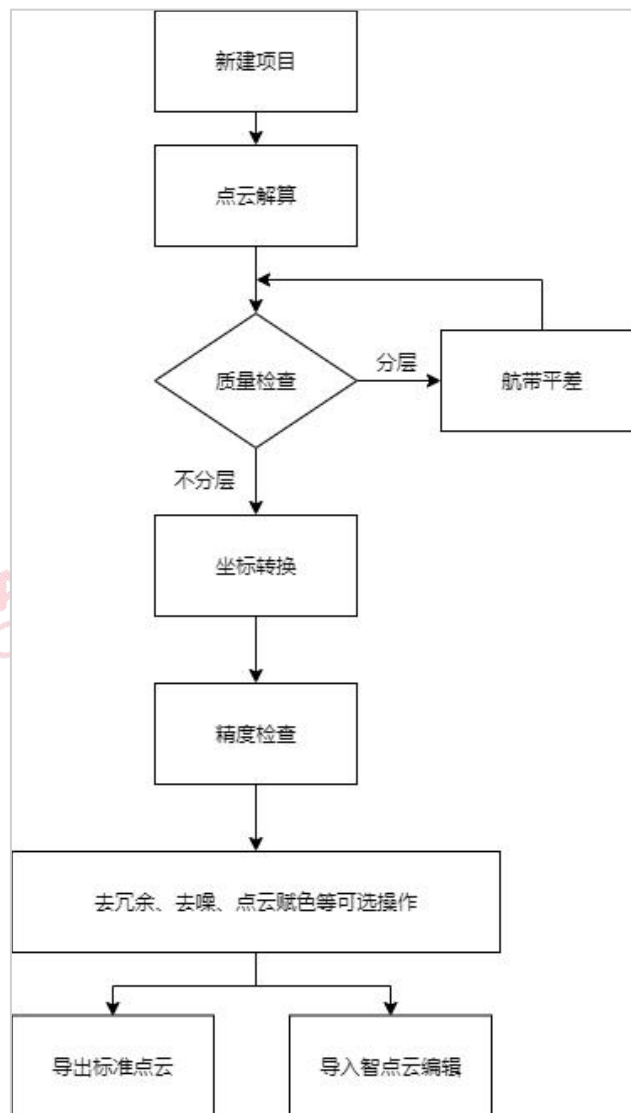 新建项目
点云解算
质量检查
分层
航带平差
不分层
坐标转换
精度检查
去冗余、去噪、点云赋色等可选操作
导出标准点云
导入智点云编辑